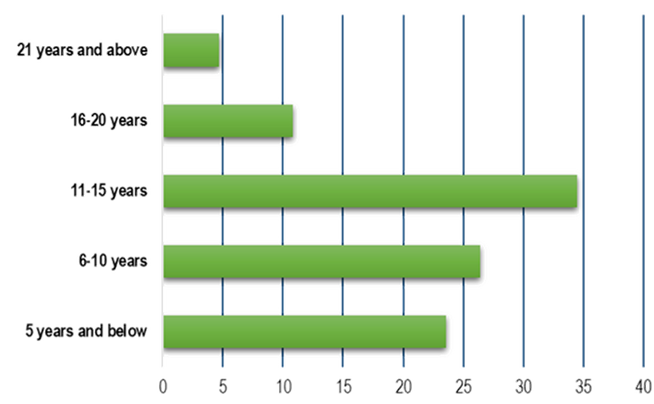 21 years and above
16-20 years
11-15 years
6-10 years
5 years and below
0 5 10 15 20 25 30 35 40